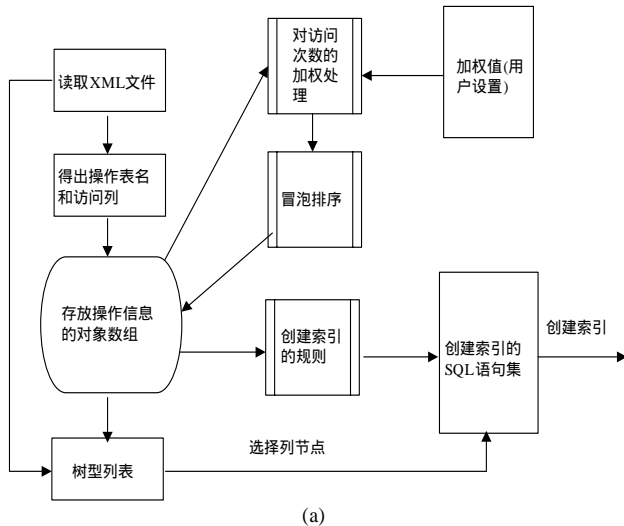 对访问
次数的
加权处
理
加权值(用
户设置)
读取XML文件
得出操作表名
和访问列
冒泡排序
存放操作信息
的对象数组
创建索引
的规则
创建索引的
SQL语句集
创建索引
树型列表
选择列节点
(a)